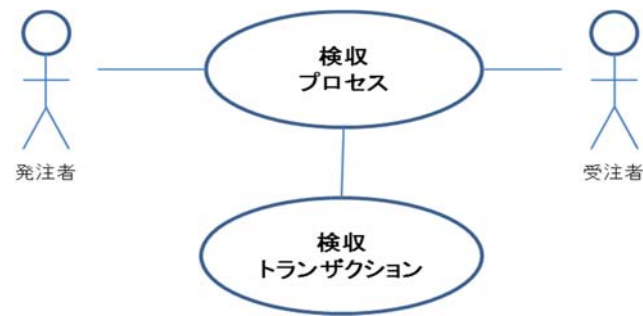 検収
プロセス
発注者
受注者
検収
トランザクション